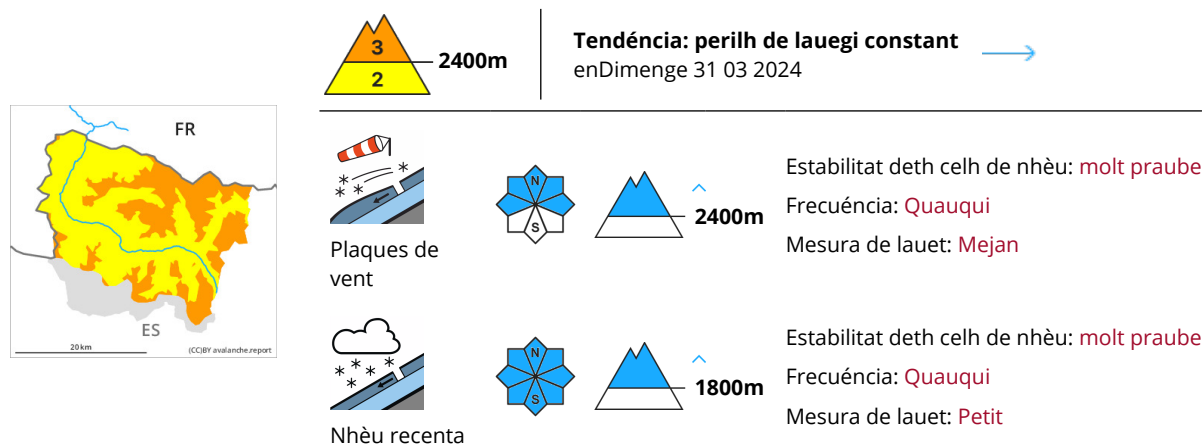 3
2
2400m
Tendéncia: perilh de lauegi constant
enDimenge 31 03 2024
FR
ES
20 km
(CC)BY avalanche.report
Plaques de
vent
N
S
2400m
Estabilitat deth celh de nhèu: molt praube
Frecuéncia: Quauqui
Mesura de lauet: Mejan
Nhèu recenta
N
S
1800m
Estabilitat deth celh de nhèu: molt praube
Frecuéncia: Quauqui
Mesura de lauet: Petit